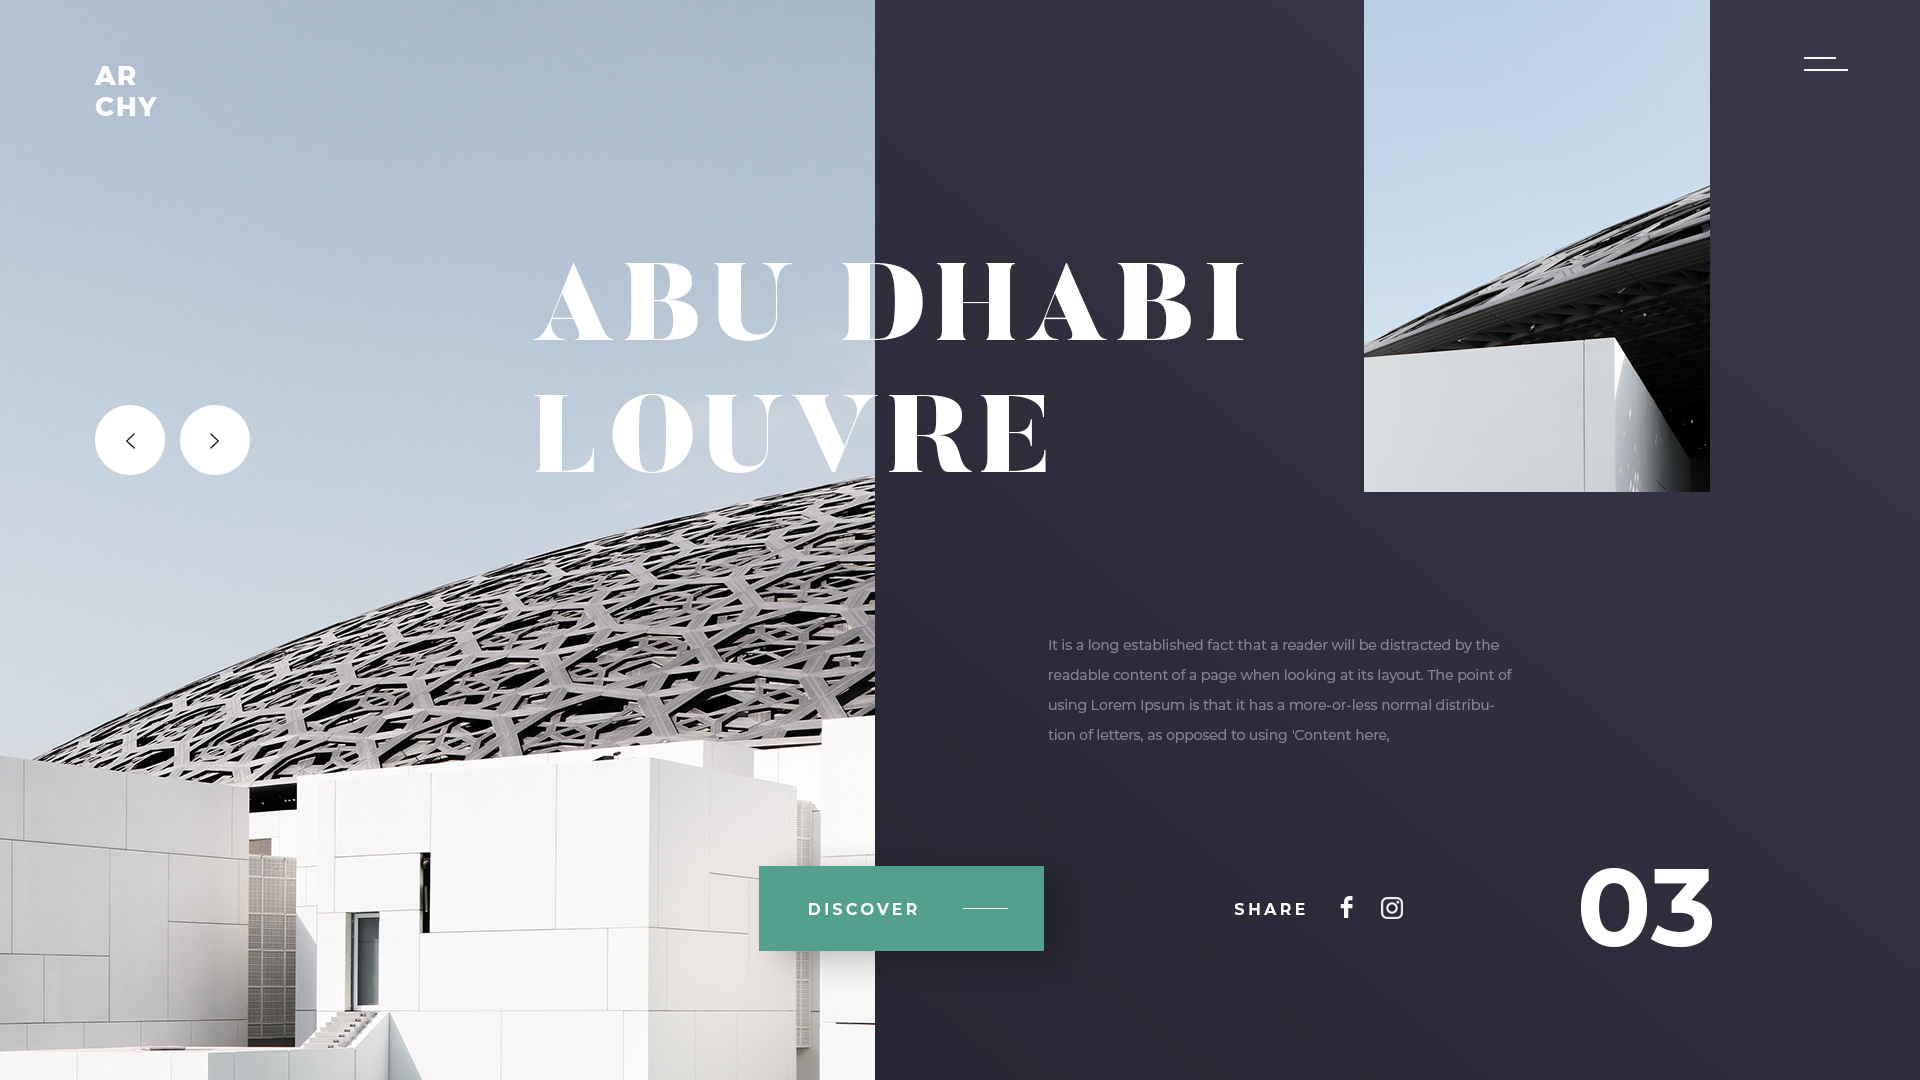 AR
CHY
ABU DHABI
LOUVRE
It is a long established fact that a reader will be distracted by the
readable content of a page when looking at its layout. The point of
using Lorem Ipsum is that it has a more-or-less normal distribu-
tion of letters, as opposed to using 'Content here,
DISCOVER
SHARE
03